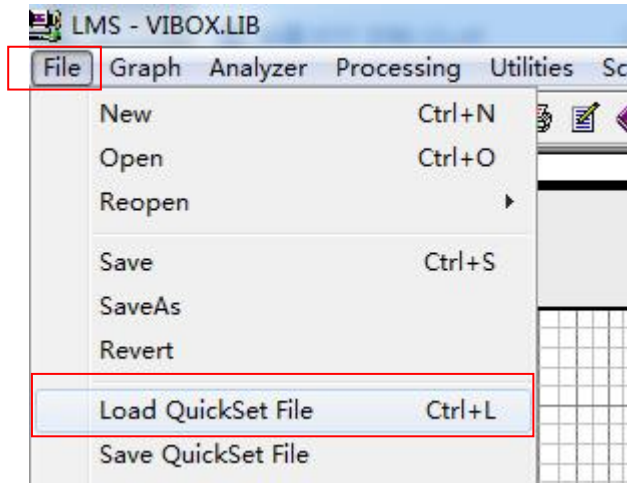 LMS - VIBOX.LIB
File Graph Analyzer Processing Utilities Sc
New Ctrl+N
Open Ctrl+O
Reopen
Save Ctrl+S
SaveAs
Revert
Load QuickSet File Ctrl+L
Save QuickSet File